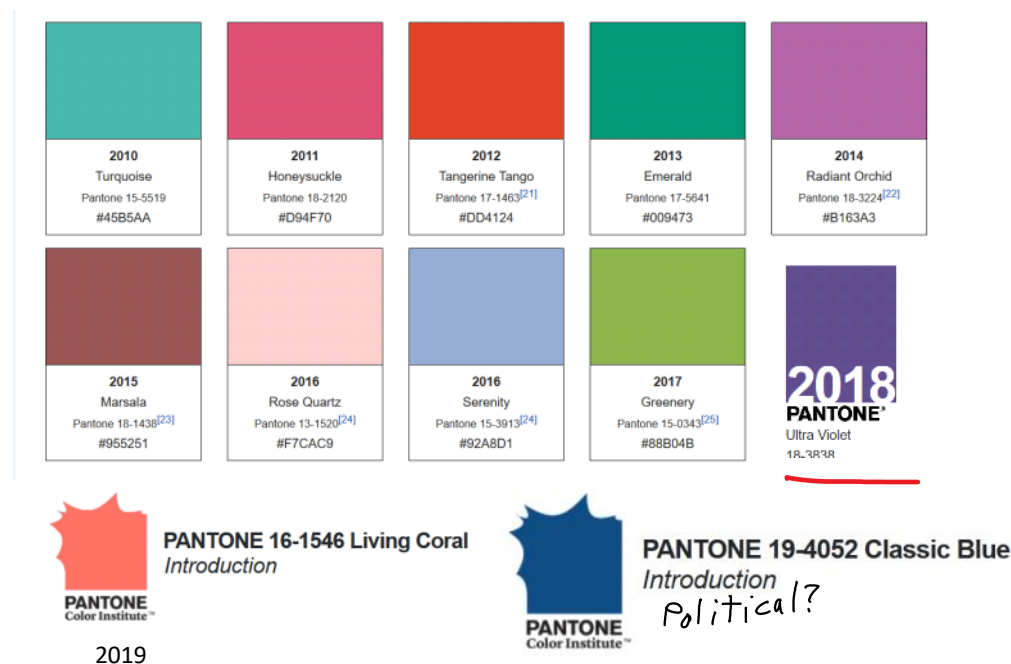 2010
Turquoise
Pantone 15-5519
#45B5AA
2011
Honeysuckle
Pantone 18-2120
#D94F70
2012
Tangerine Tango
Pantone 17-1463[21]
#DD4124
2013
Emerald
Pantone 17-5641
#009473
2014
Radiant Orchid
Pantone 18-3224[22]
#B163A3
2015
Marsala
Pantone 18-1438[23]
#955251
2016
Rose Quartz
Pantone 13-1520[24]
#F7CAC9
2016
Serenity
Pantone 15-3913[24]
#92A8D1
2017
Greenery
Pantone 15-0343[25]
#88B04B
2018
PANTONE®
Ultra Violet
18-3838
PANTONE 16-1546 Living Coral
Introduction
PANTONE
Color Institute™
2019
PANTONE 19-4052 Classic Blue
Introduction
Political?
PANTONE
Color Institute™